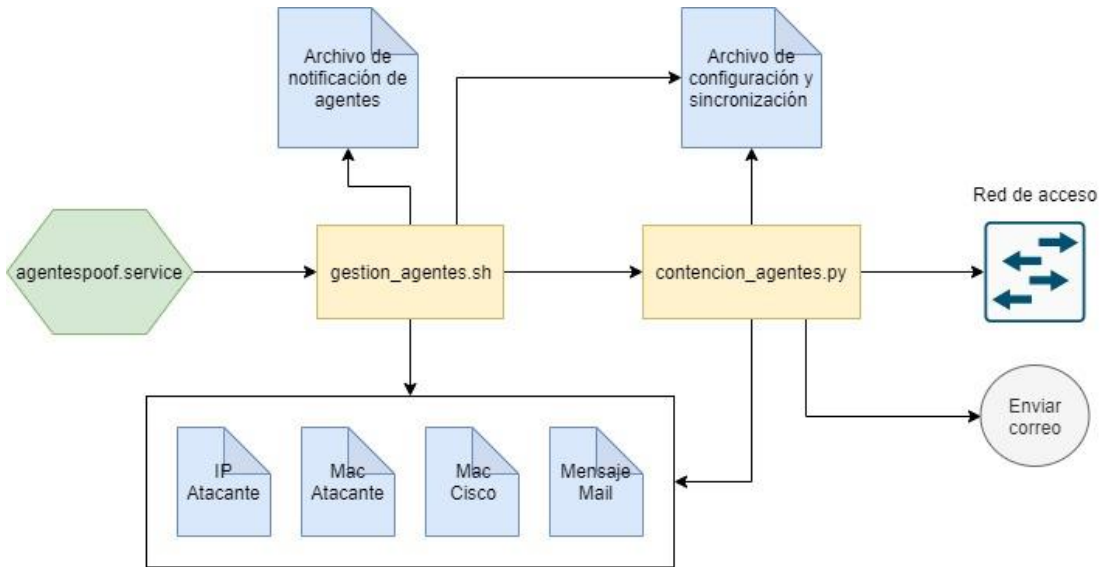 Archivo de
notificación de
agentes
Archivo de
configuración y
sincronización
Red de acceso
agentespoof.service
gestion_agentes.sh
contencion_agentes.py
IP
Atacante
Mac
Atacante
Mac
Cisco
Mensaje
Mail
Enviar
correo